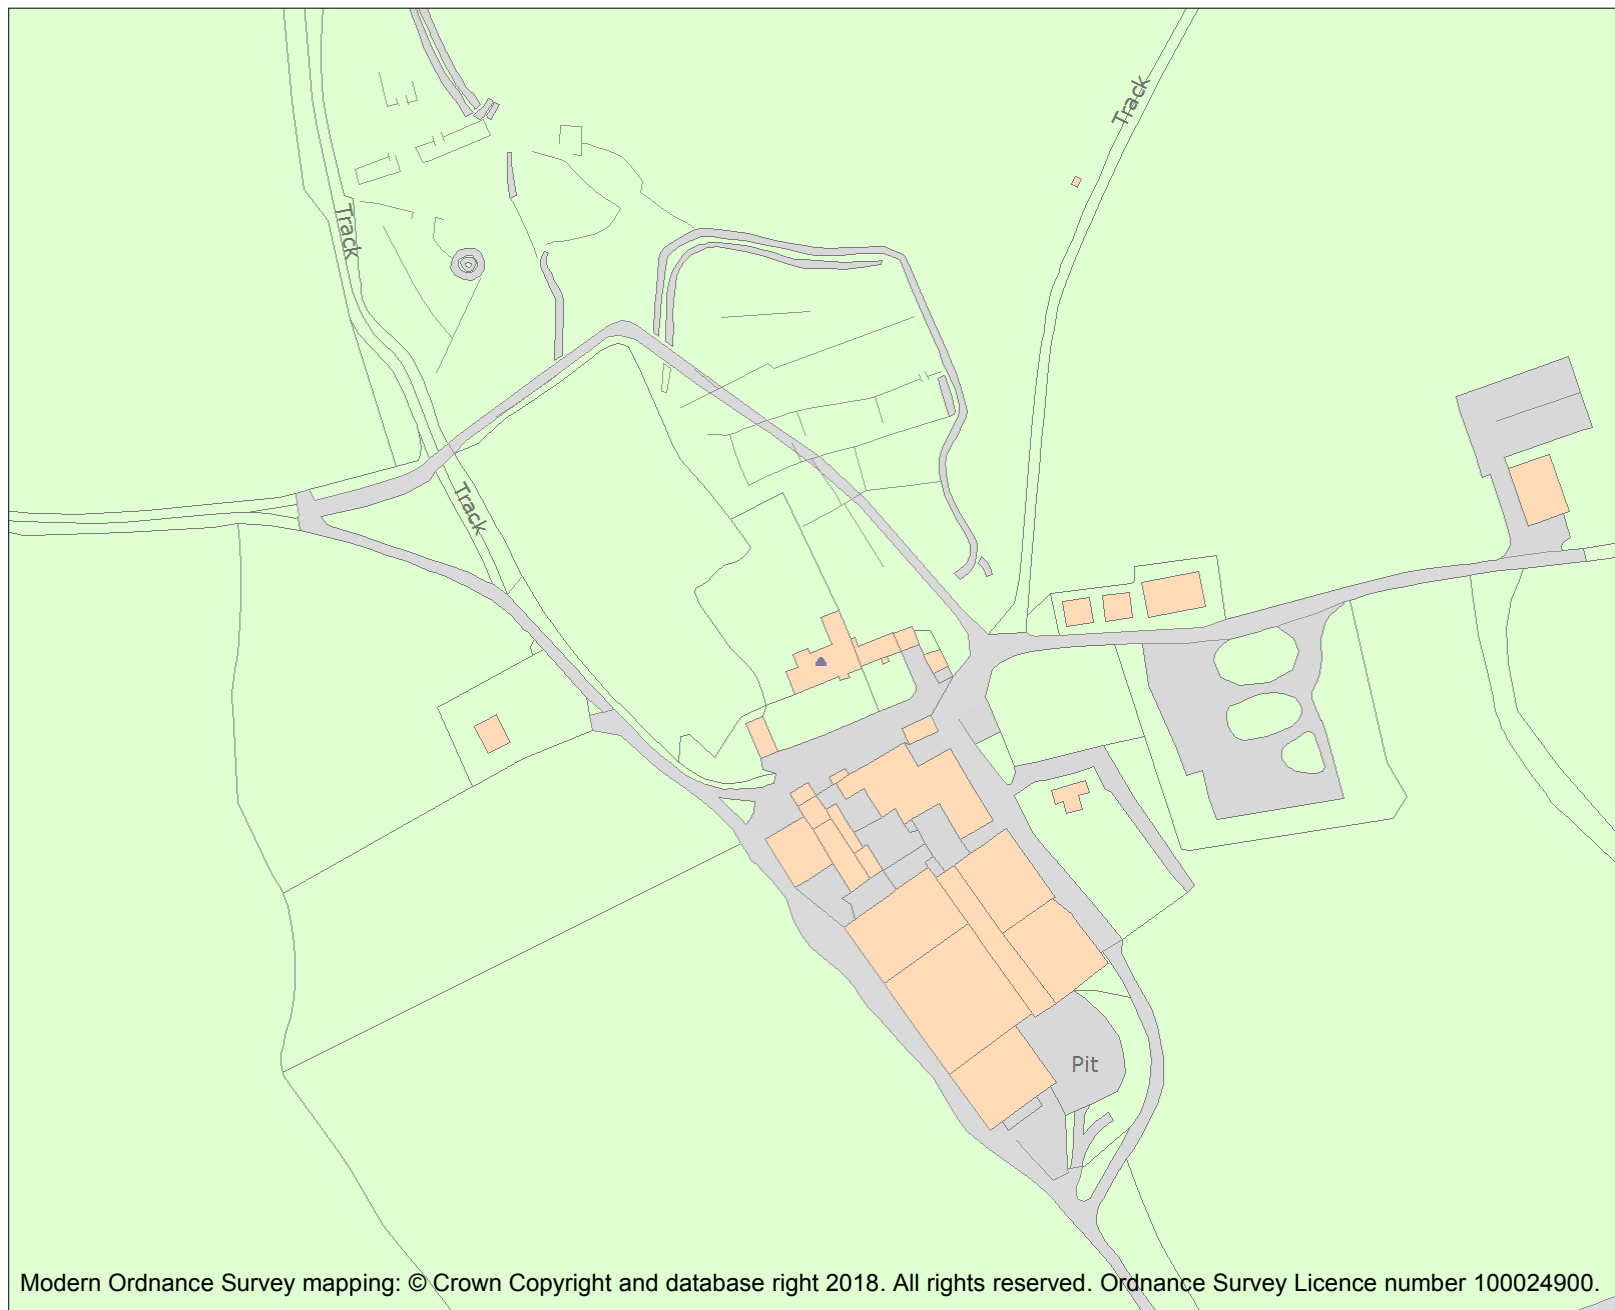 Track
Track
Track
Pit
Modern Ordnance Survey mapping: © Crown Copyright and database right 2018. All rights reserved. Ordnance Survey Licence number 100024900.